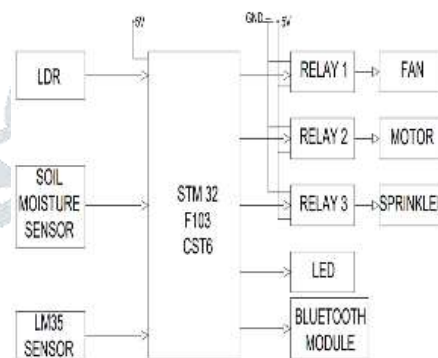 +5V
GND
+5V
LDR
SOIL
MOISTURE
SENSOR
LM35
SENSOR
STM 32
F103
CST6
RELAY 1
FAN
RELAY 2
MOTOR
RELAY 3
SPRINKLER
LED
BLUETOOTH
MODULE